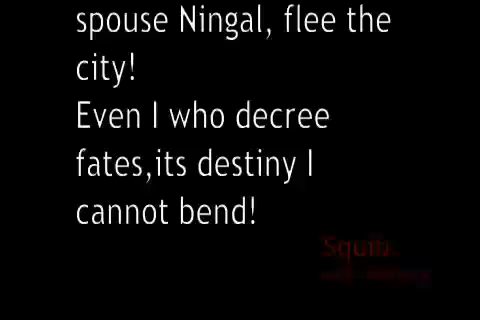 spouse Ningal, flee the
city!
Even I who decree
fates,its destiny I
cannot bend!